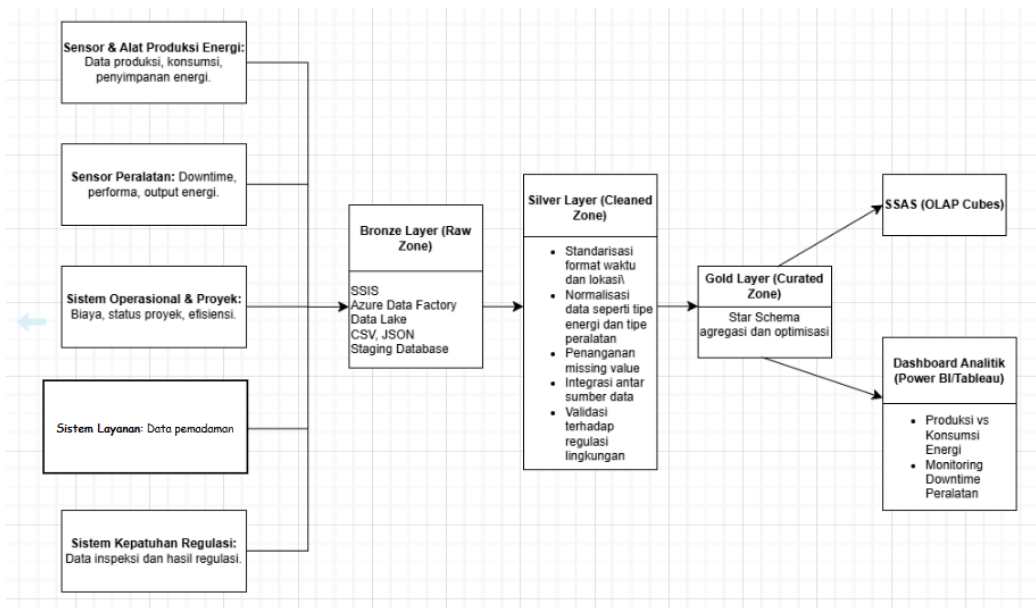 Sensor & Alat Produksi Energi:
Data produksi, konsumsi,
penyimpanan energi.
Sensor Peralatan: Downtime,
performa, output energi.
Sistem Operasional & Proyek:
Biaya, status proyek, efisiensi.
Sistem Layanan: Data pemadaman
Sistem Kepatuhan Regulasi:
Data inspeksi dan hasil regulasi.
Bronze Layer (Raw
Zone)
SSIS
Azure Data Factory
Data Lake
CSV, JSON
Staging Database
Silver Layer (Cleaned
Zone)
• Standarisasi
format waktu
dan lokasi\
• Normalisasi
data seperti tipe
energi dan tipe
peralatan
• Penanganan
missing value
• Integrasi antar
sumber data
• Validasi
terhadap
regulasi
lingkungan
Gold Layer (Curated
Zone)
Star Schema
agregasi dan optimisasi
SSAS (OLAP Cubes)
Dashboard Analitik
(Power BI/Tableau)
• Produksi vs
Konsumsi
Energi
• Monitoring
Downtime
Peralatan